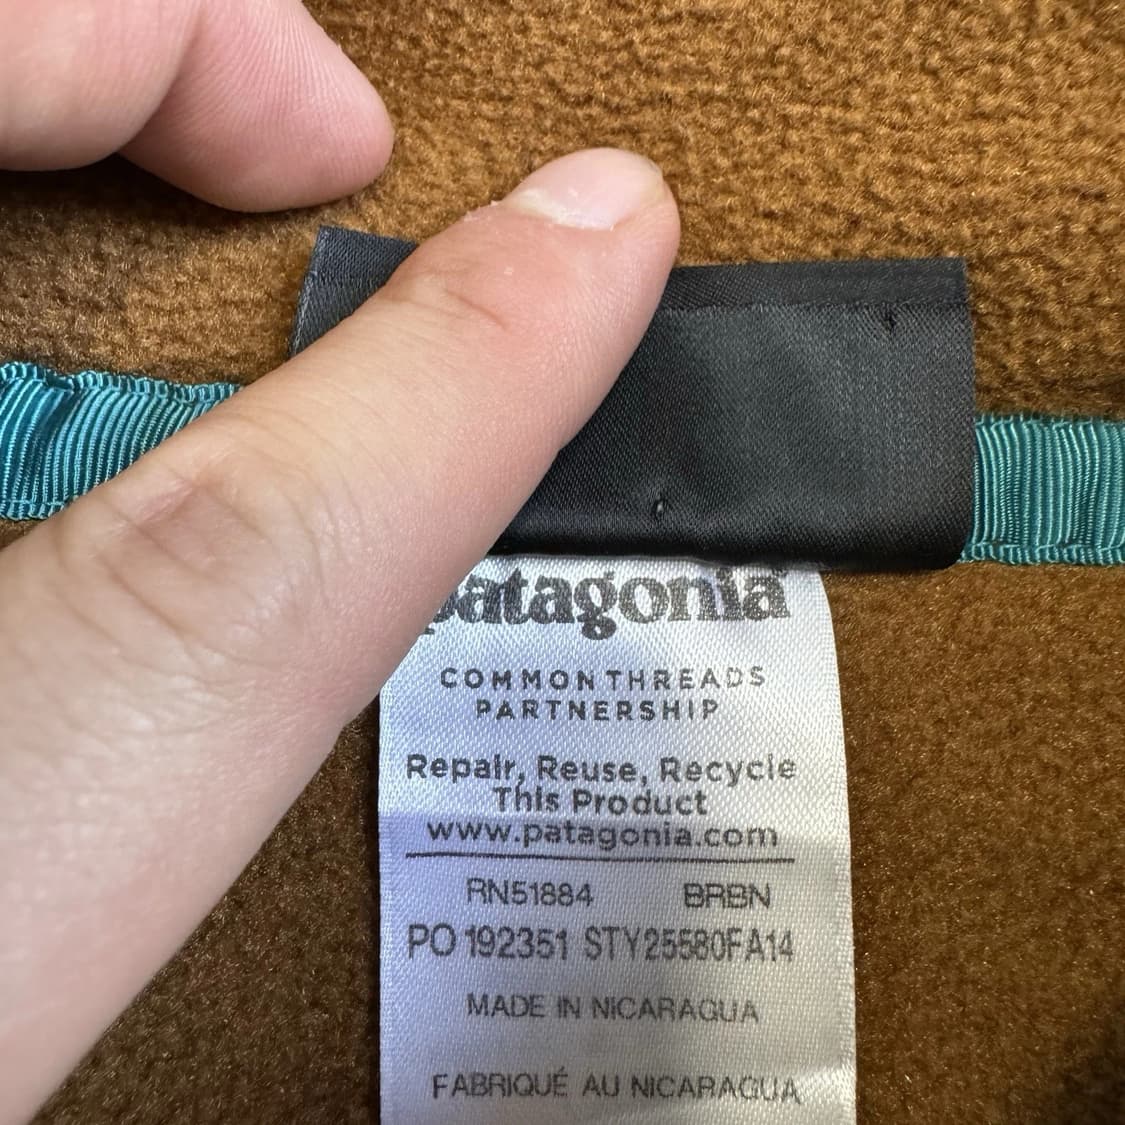 patagonia™
COMMON THREADS
PARTNERSHIP
Repair, Reuse, Recycle
This Product
www.patagonia.com
RN51884 BRBN
PO 192351 STY25580FA14
MADE IN NICARAGUA
FABRIQUÉ AU NICARAGUA